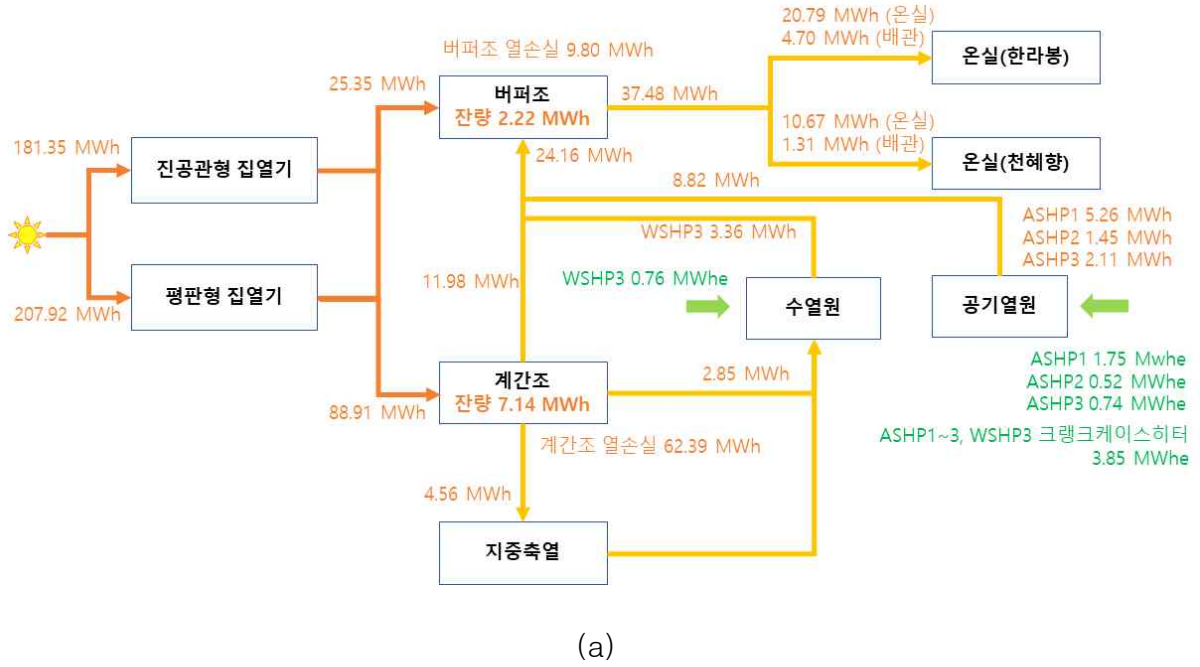 20.79 MWh (온실)
4.70 MWh (배관)
온실(한라봉)
버퍼조 열손실 9.80 MWh
25.35 MWh
버퍼조
잔량 2.22 MWh
37.48 MWh
10.67 MWh (온실)
1.31 MWh (배관)
온실(천혜향)
181.35 MWh
진공관형 집열기
24.16 MWh
8.82 MWh
ASHP1 5.26 MWh
ASHP2 1.45 MWh
ASHP3 2.11 MWh
WSHP3 3.36 MWh
평판형 집열기
207.92 MWh
11.98 MWh
WSHP3 0.76 MWhe
수열원
공기열원
계간조
잔량 7.14 MWh
88.91 MWh
2.85 MWh
ASHP1 1.75 Mwhe
ASHP2 0.52 MWhe
ASHP3 0.74 MWhe
ASHP1~3, WSHP3 크랭크케이스히터
3.85 MWhe
계간조 열손실 62.39 MWh
4.56 MWh
지중축열
(a)